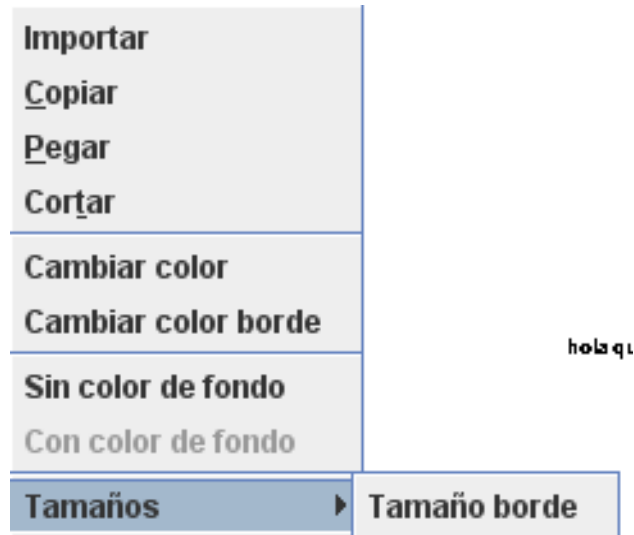 Importar
Copiar
Pegar
Cortar
Cambiar color
Cambiar color borde
hola
Sin color de fondo
Con color de fondo
Tamaños
Tamaño borde